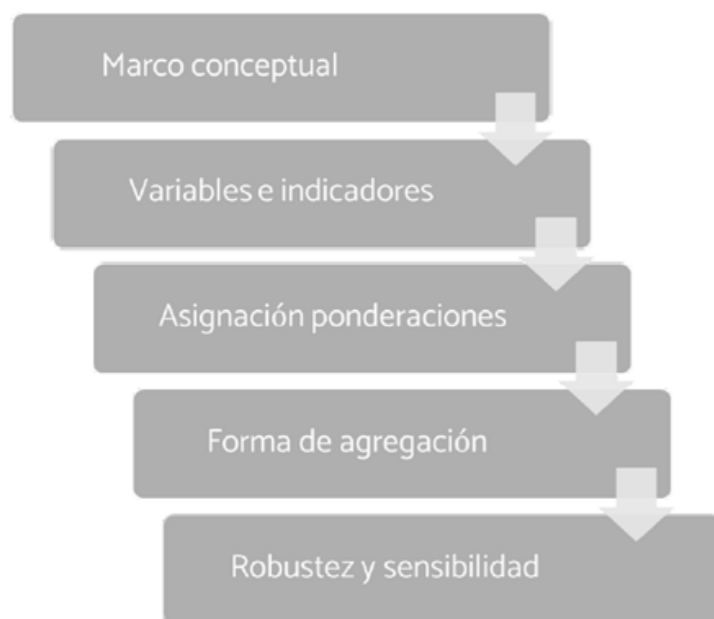 Marco conceptual
Variables e indicadores
Asignación ponderaciones
Forma de agregación
Robustez y sensibilidad